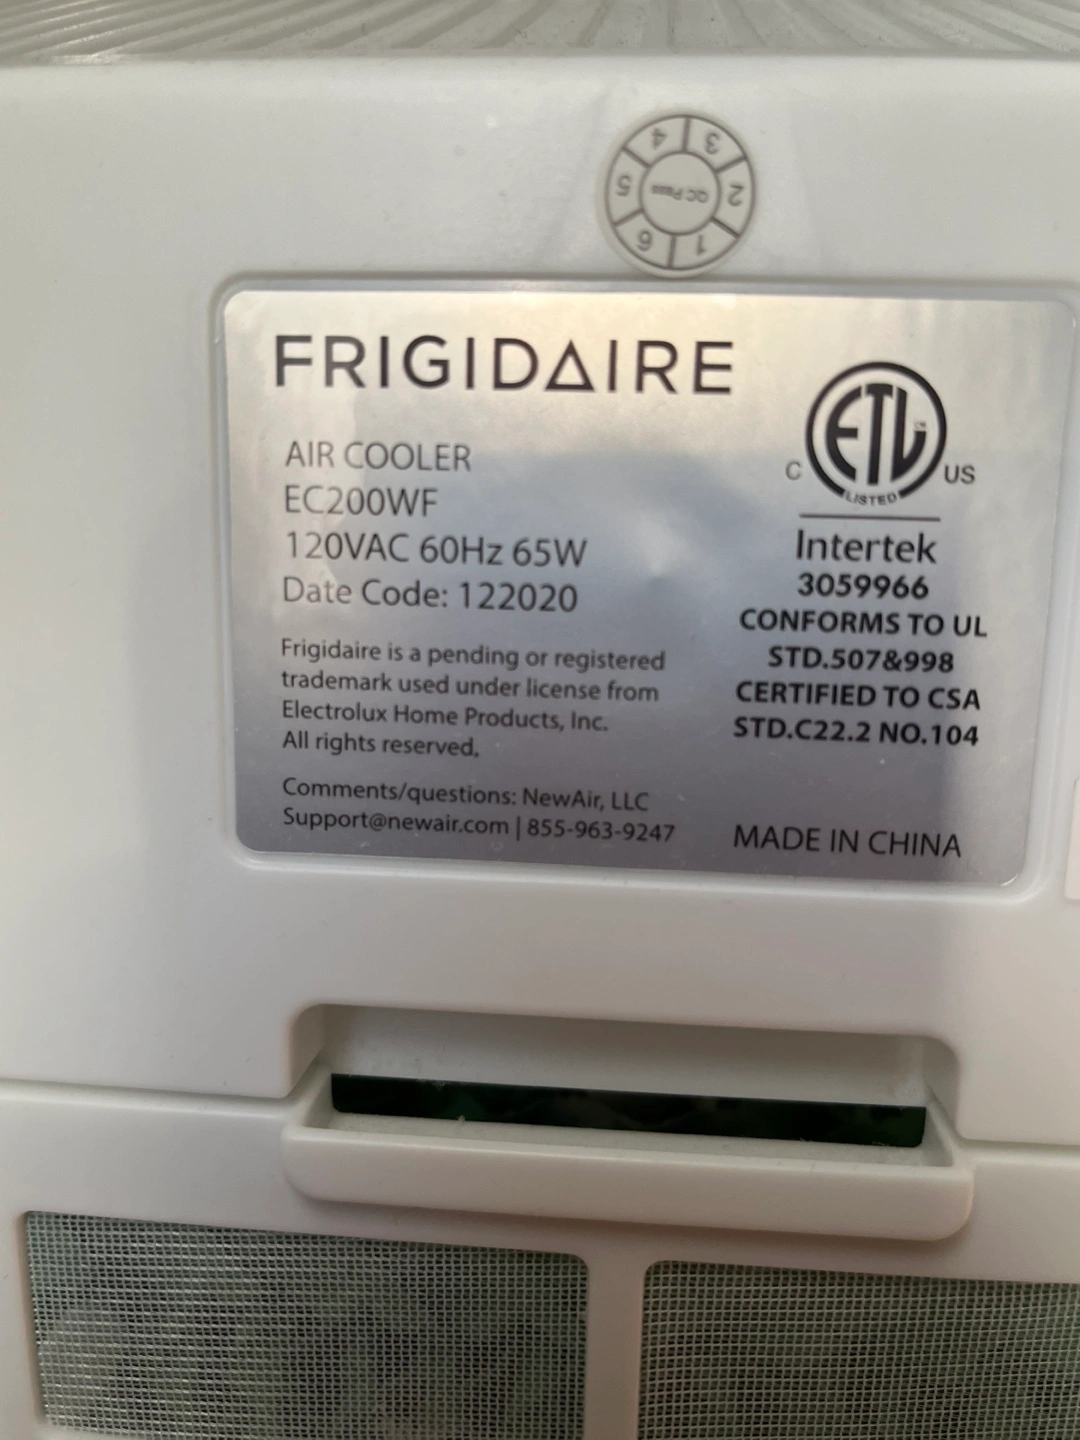 4 3
5 QC Pass 2
6 1
FRIGIDAIRE
AIR COOLER
EC200WF
120VAC 60Hz 65W
Date Code: 122020
Frigidaire is a pending or registered
trademark used under license from
Electrolux Home Products, Inc.
All rights reserved.
Comments/questions: NewAir, LLC
Support@newair.com | 855-963-9247
C ETL US
LISTED
Intertek
3059966
CONFORMS TO UL
STD.507&998
CERTIFIED TO CSA
STD.C22.2 NO.104
MADE IN CHINA